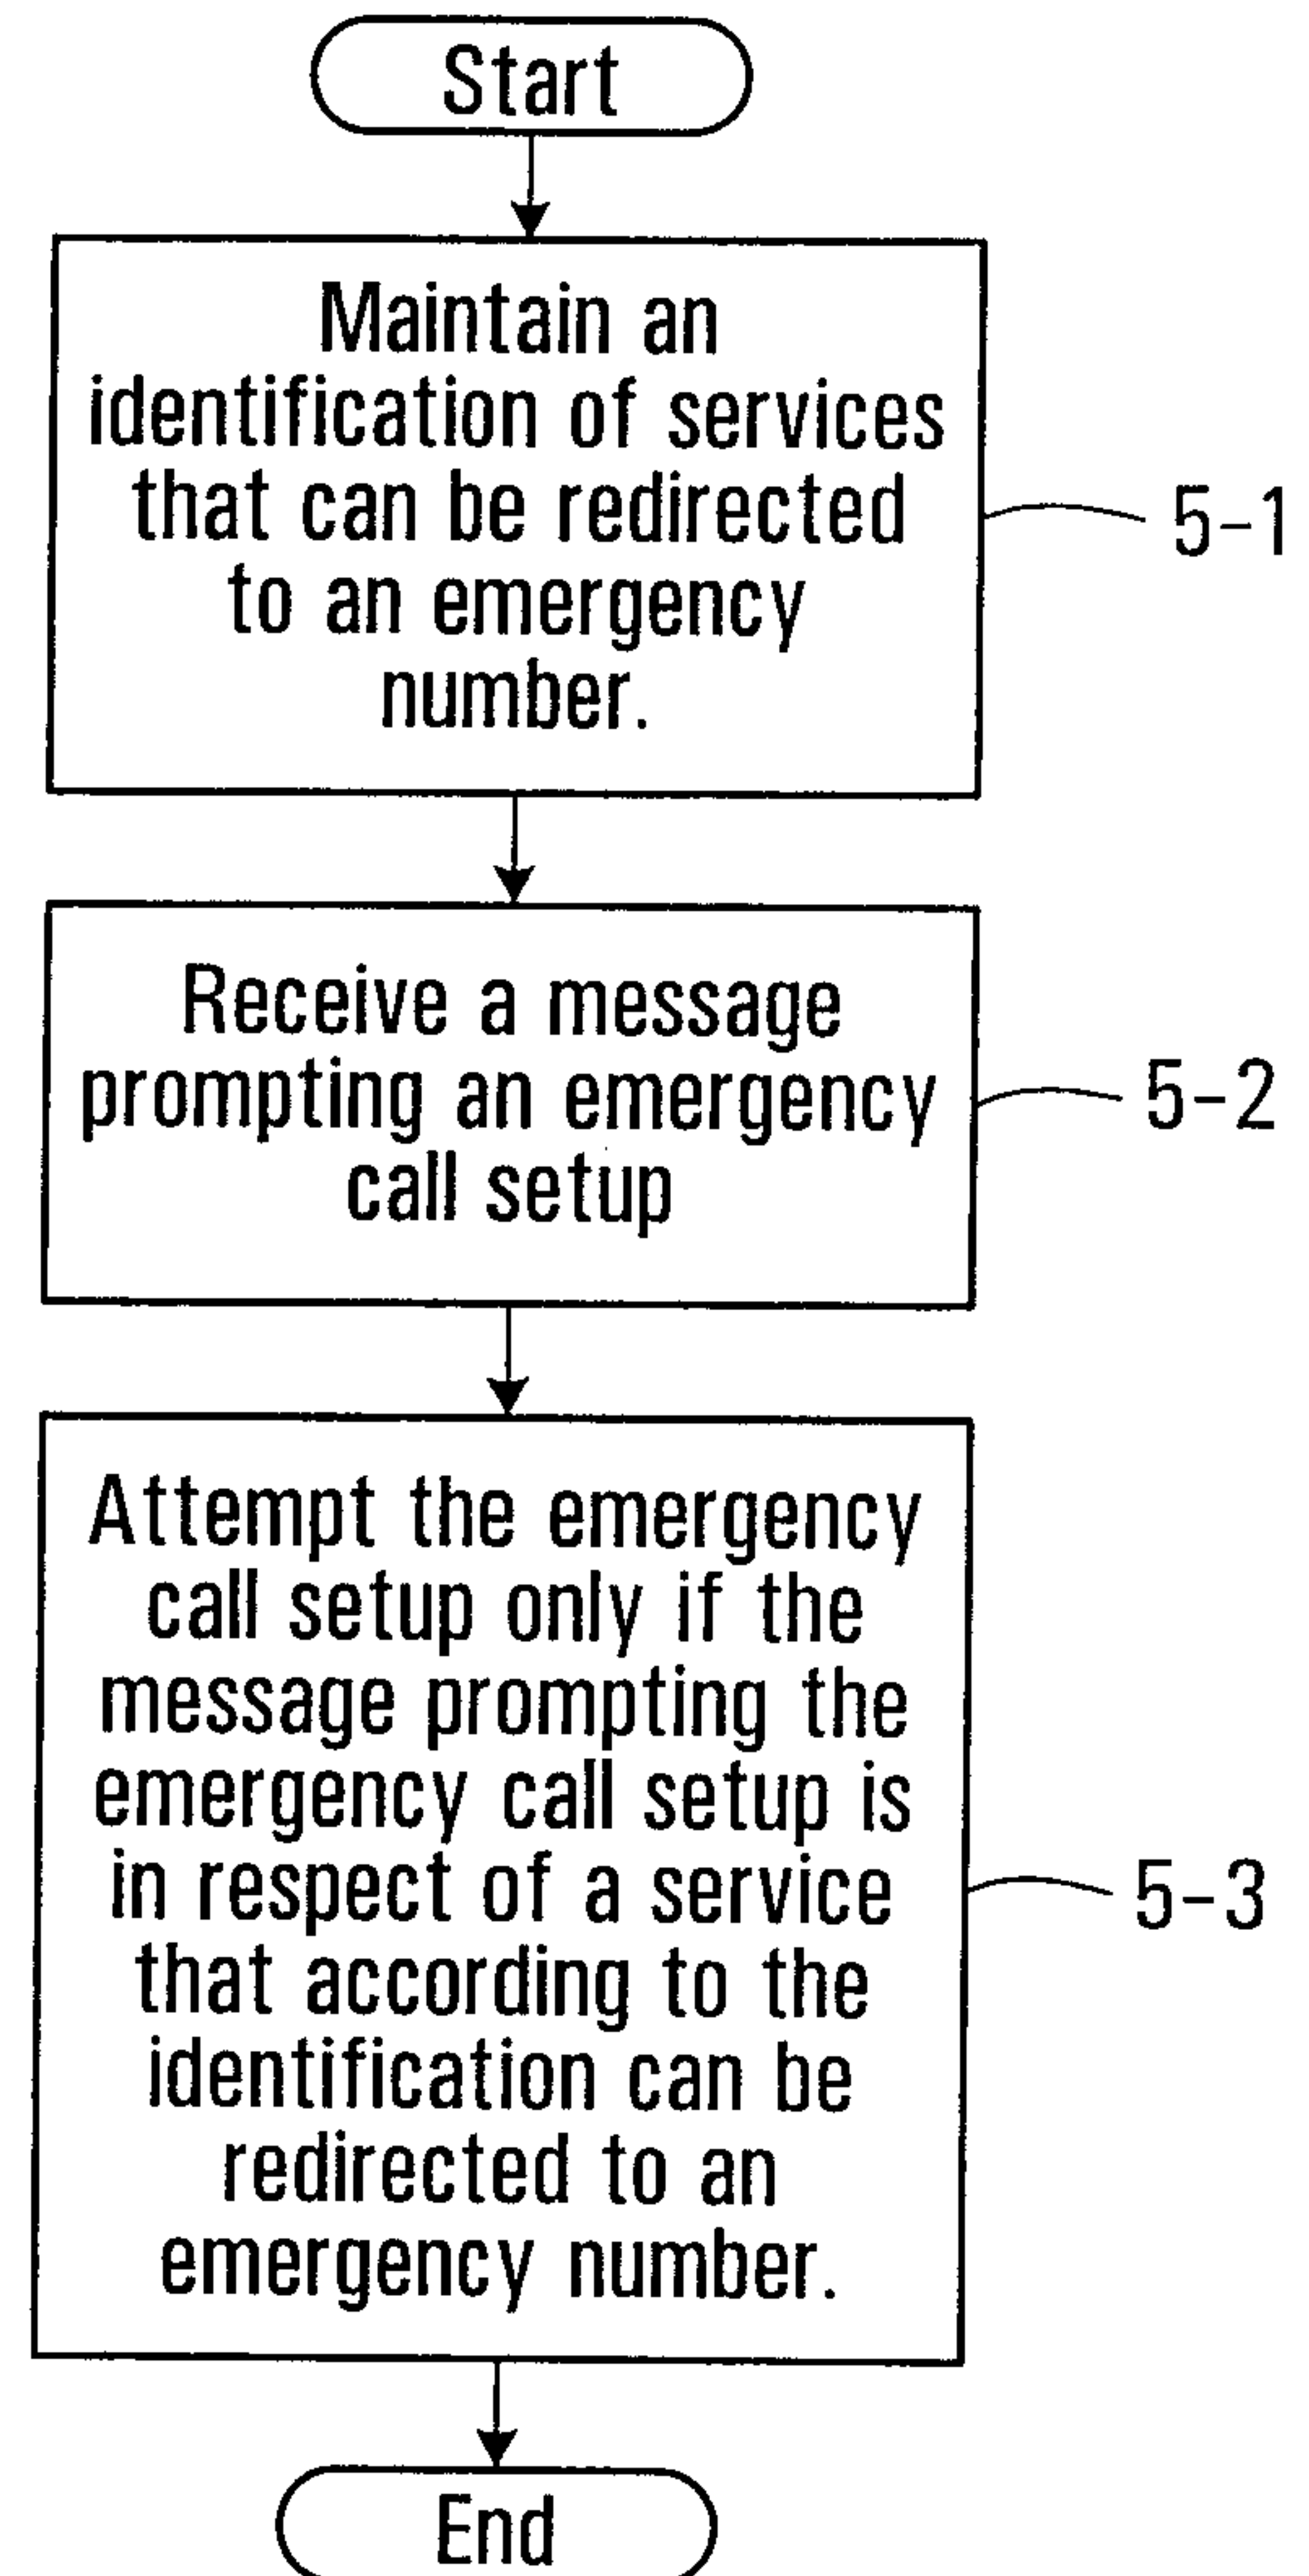 Start
Maintain an
identification of services
that can be redirected
to an emergency
number.
5-1
Receive a message
prompting an emergency
call setup
5-2
Attempt the emergency
call setup only if the
message prompting the
emergency call setup is
in respect of a service
that according to the
identification can be
redirected to an
emergency number.
5-3
End